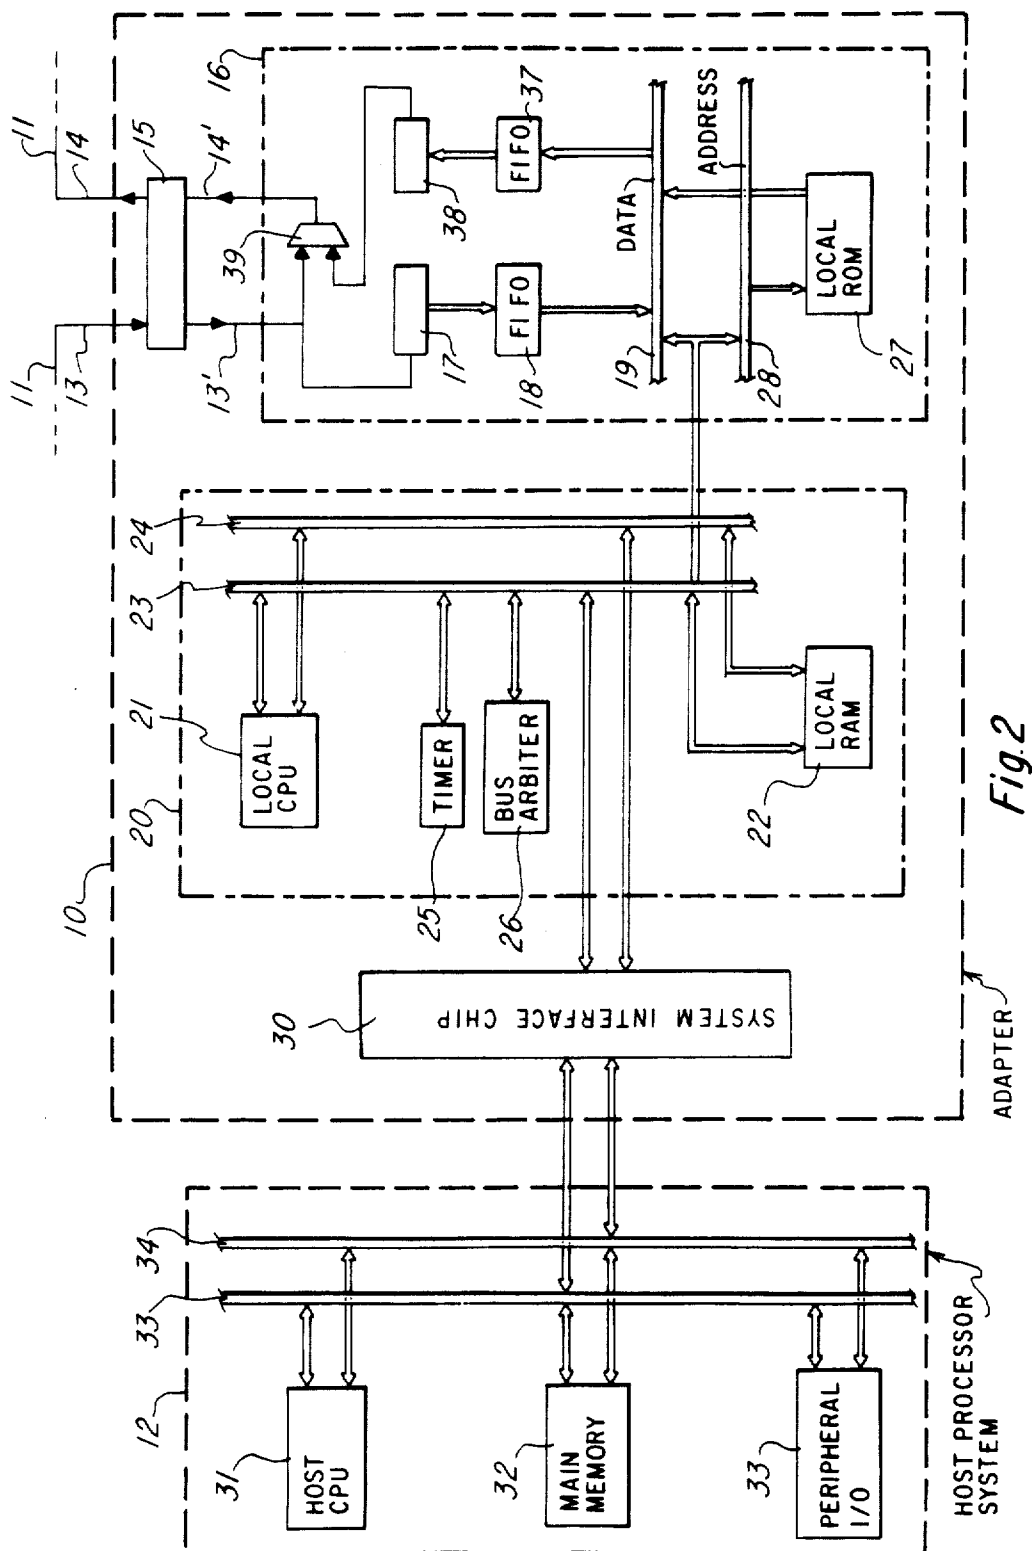 11
13
11
14
15
13'
14'
16
39
17
38
18
FIFO
FIFO
37
19
DATA
ADDRESS
28
LOCAL
ROM
27
10
20
21
23
24
LOCAL
CPU
TIMER
25
BUS
ARBITER
26
LOCAL
RAM
22
30
SYSTEM INTERFACE CHIP
ADAPTER
12
33
34
31
HOST
CPU
32
MAIN
MEMORY
33
PERIPHERAL
I/O
HOST PROCESSOR
SYSTEM
Fig.2